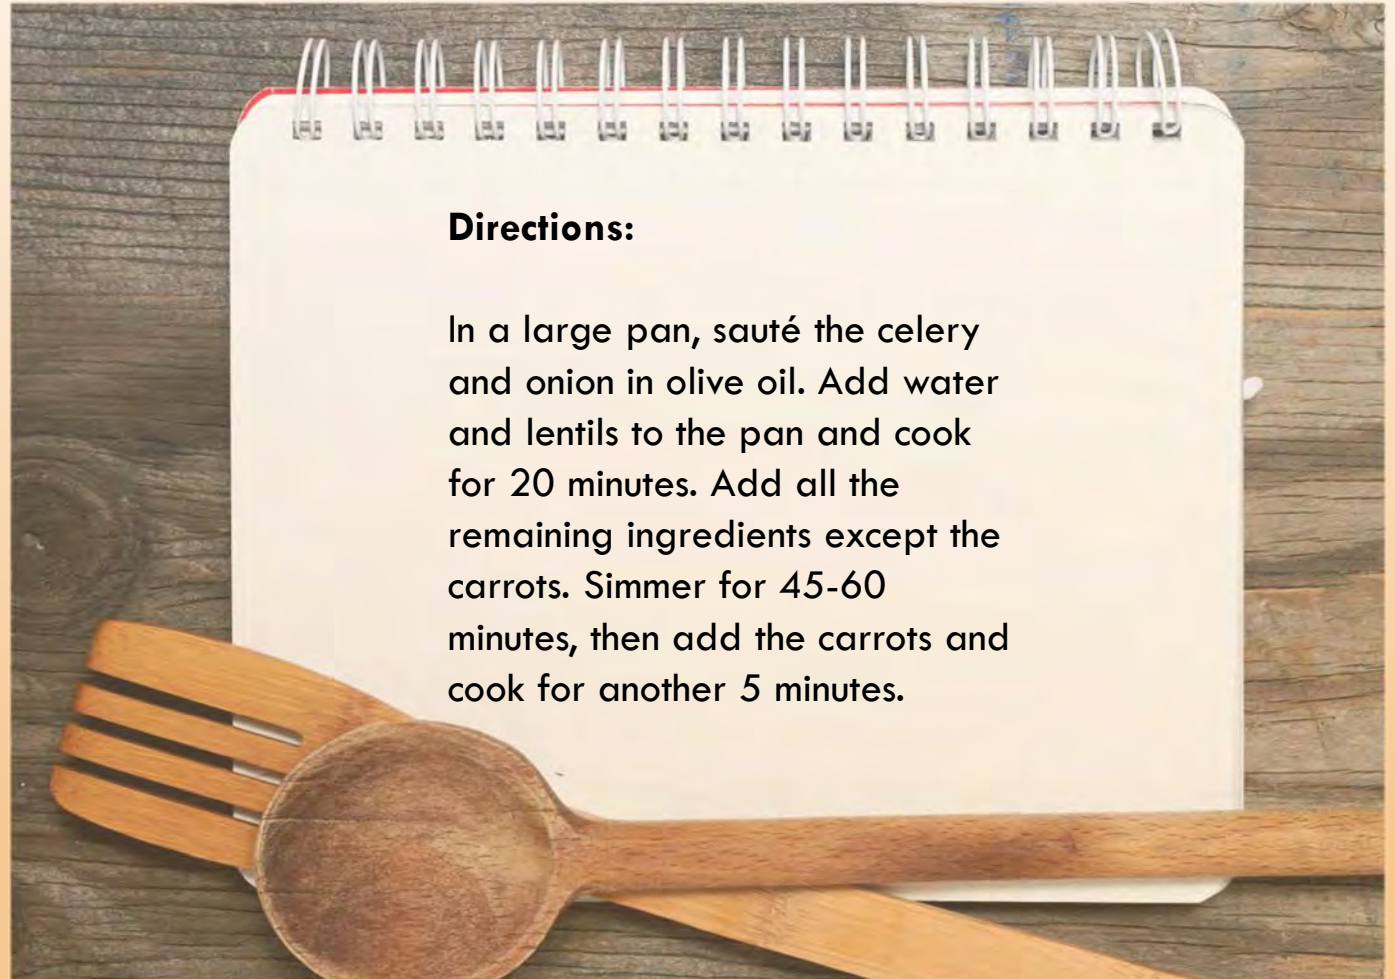 Directions:
In a large pan, sauté the celery
and onion in olive oil. Add water
and lentils to the pan and cook
for 20 minutes. Add all the
remaining ingredients except the
carrots. Simmer for 45-60
minutes, then add the carrots and
cook for another 5 minutes.